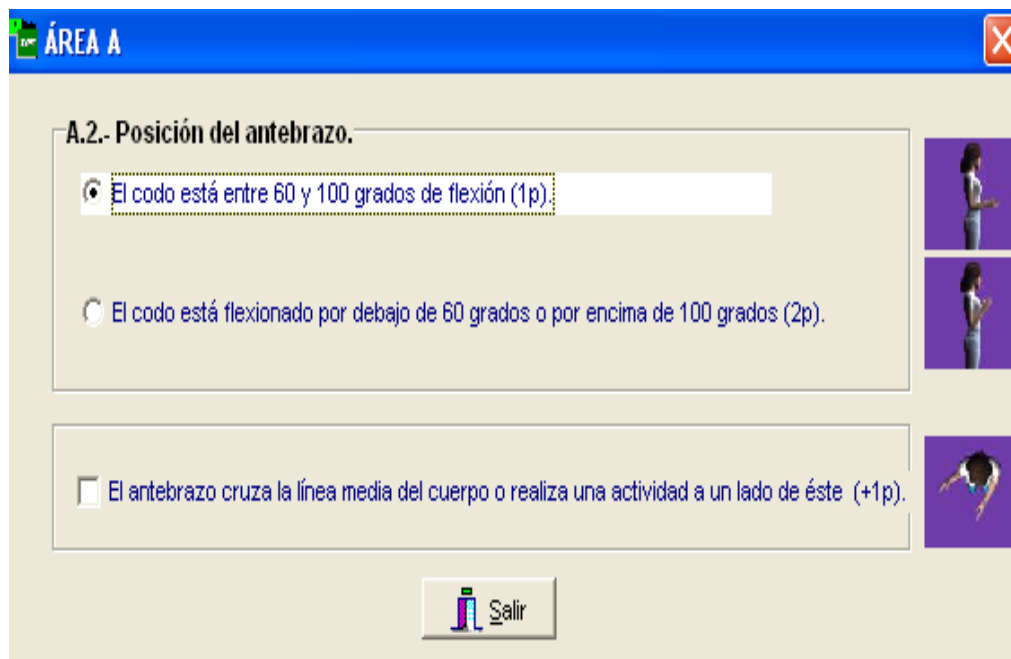 ÁREA A
A.2.- Posición del antebrazo.
El codo está entre 60 y 100 grados de flexión (1p).
El codo está flexionado por debajo de 60 grados o por encima de 100 grados (2p).
El antebrazo cruza la línea media del cuerpo o realiza una actividad a un lado de éste (+1p).
Salir